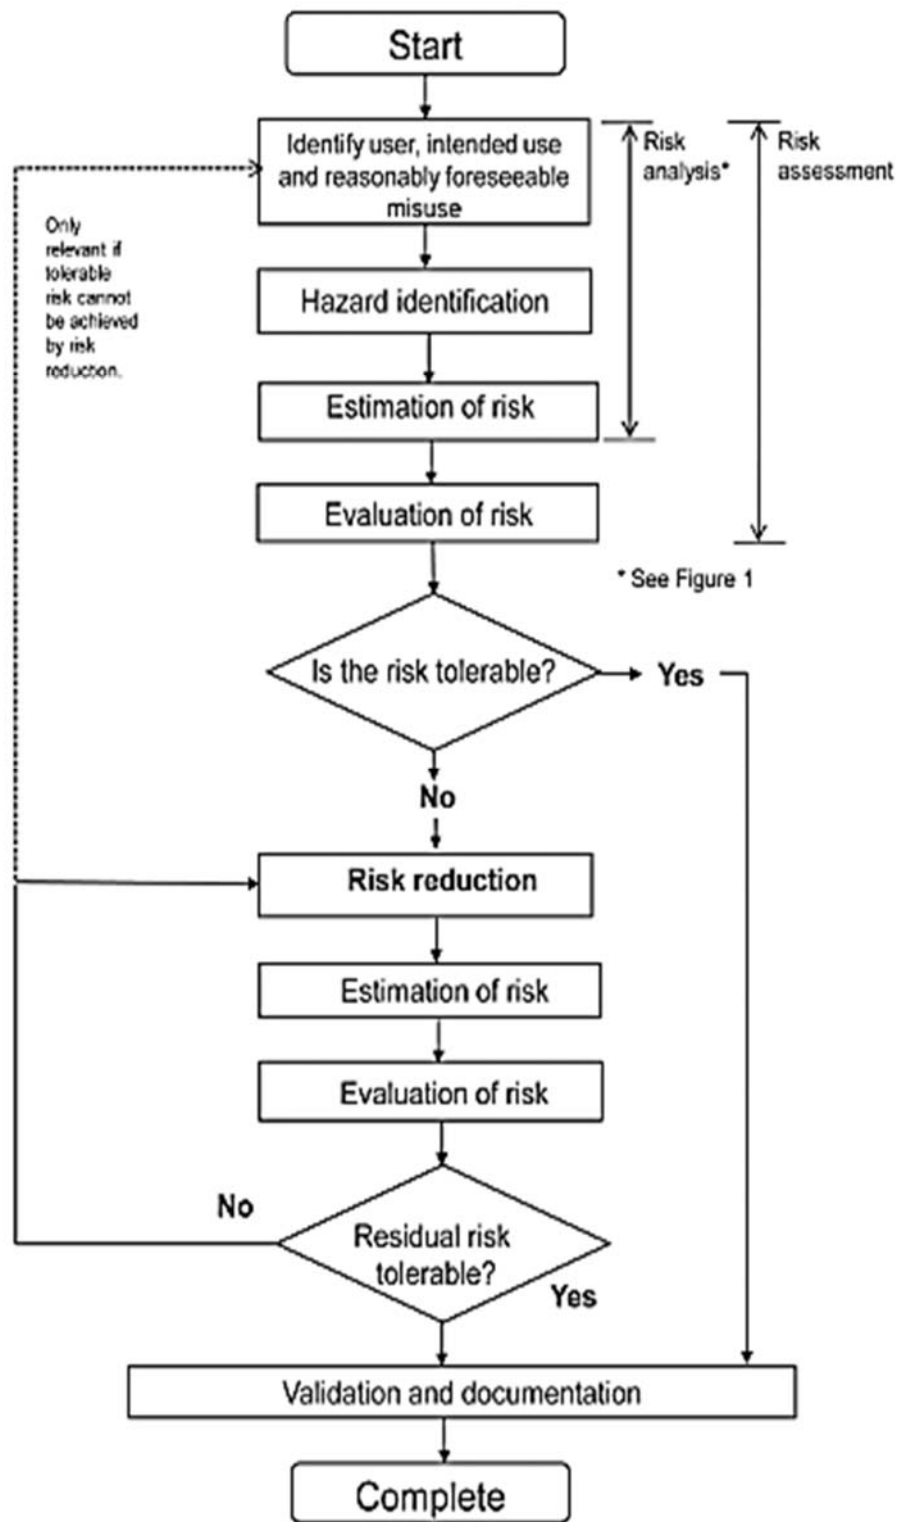 Start
Identify user, intended use
and reasonably foreseeable
misuse
Risk
analysis*
Risk
assessment
Only
relevant if
tolerable
risk cannot
be achieved
by risk
reduction.
Hazard identification
Estimation of risk
Evaluation of risk
* See Figure 1
Is the risk tolerable?
Yes
No
Risk reduction
Estimation of risk
Evaluation of risk
No
Residual risk
tolerable?
Yes
Validation and documentation
Complete